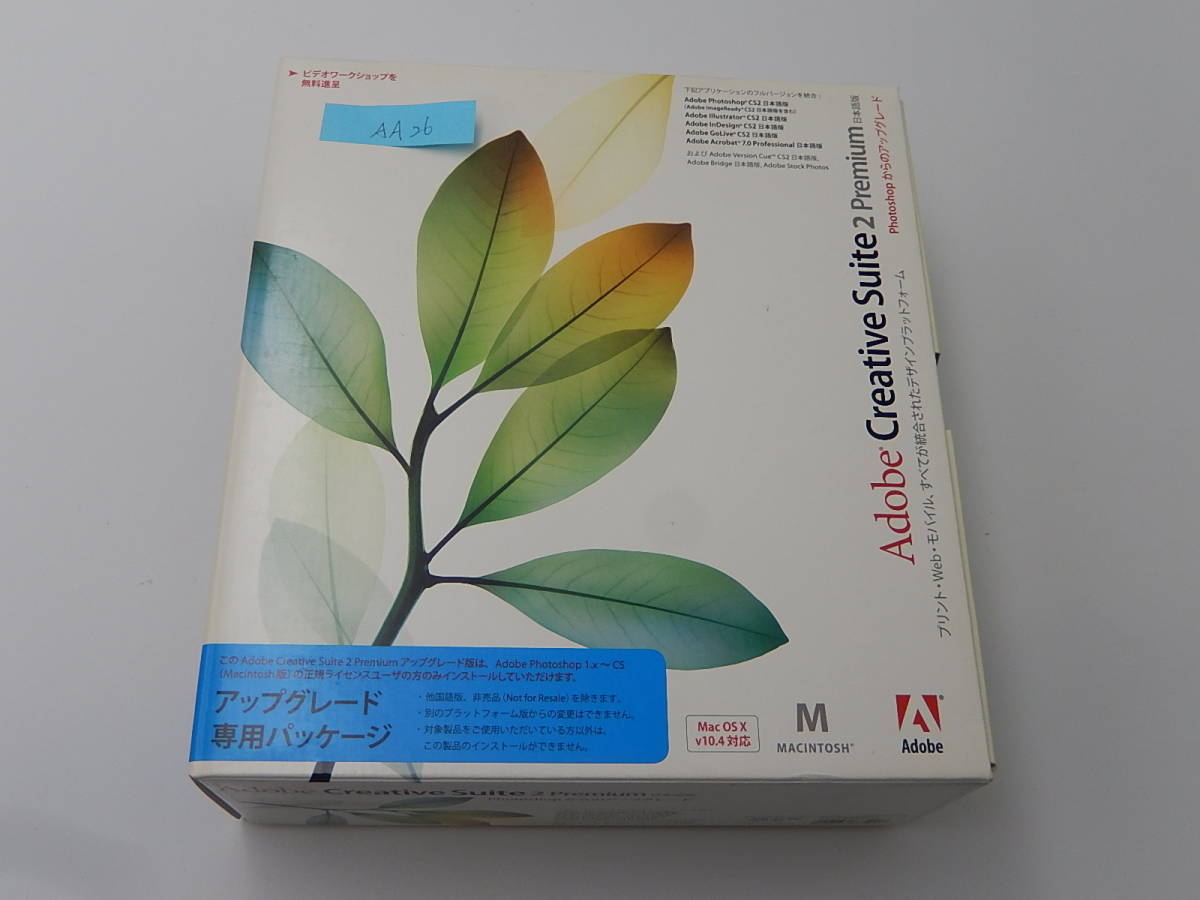 ビデオワークショップを
無料進呈
AA26
下記アプリケーションのフルバージョンを統合：
Adobe Photoshop® CS2 日本語版
(Adobe ImageReady® CS2 日本語版を含む)
Adobe Illustrator® CS2 日本語版
Adobe InDesign® CS2 日本語版
Adobe GoLive® CS2 日本語版
Adobe Acrobat® 7.0 Professional 日本語版
および Adobe Version Cue™ CS2 日本語版,
Adobe Bridge 日本語版, Adobe Stock Photos
Photoshop からのアップグレード
Adobe® Creative Suite 2 Premium 日本語版
プリント・Web・モバイル、すべてが統合されたデザインプラットフォーム
この Adobe Creative Suite 2 Premium アップグレード版は、Adobe Photoshop 1.x～CS
(Macintosh 版) の正規ライセンスユーザの方のみインストールしていただけます。
アップグレード
専用パッケージ
・他国語版、非売品 (Not for Resale) を除きます。
・別のプラットフォーム版からの変更はできません。
・対象製品をご使用いただいている方以外は、
この製品のインストールができません。
Mac OS X
v10.4 対応
M
MACINTOSH®
Adobe
Adobe Creative Suite 2 Premium